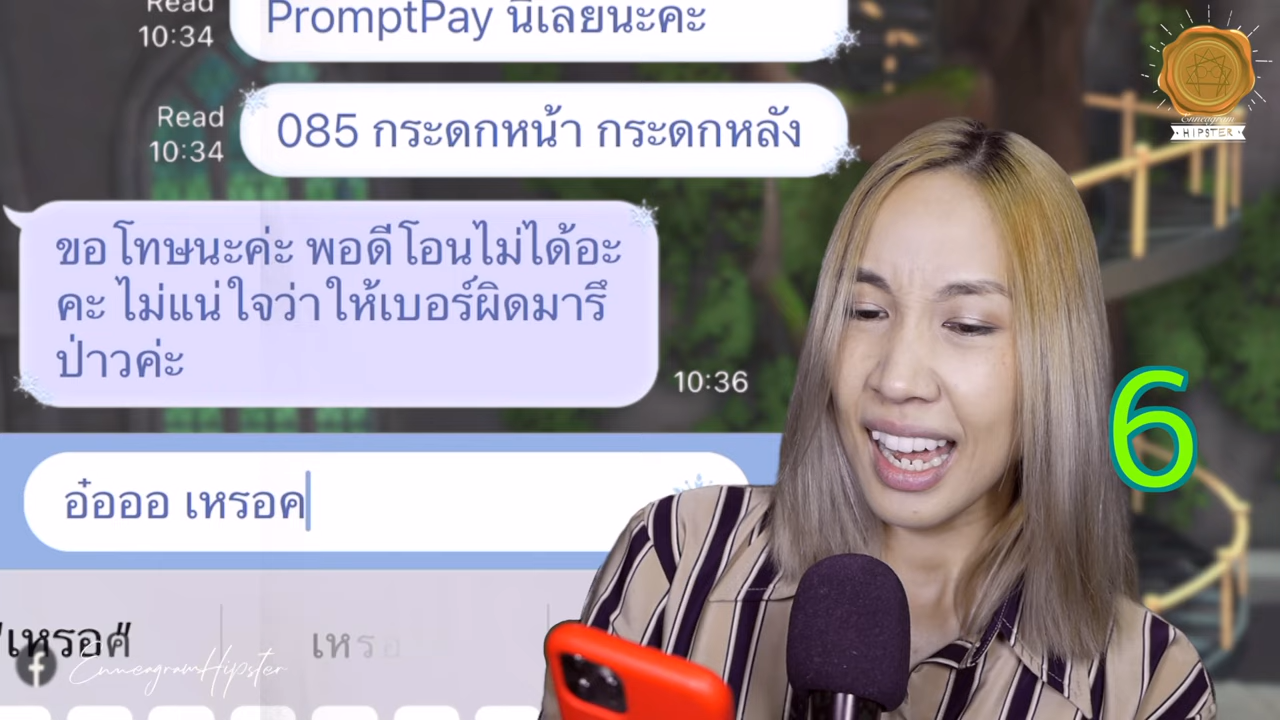 Read
10:34
PromptPay นี้เลยนะคะ
Read
10:34
085 กระดกหน้า กระดกหลัง
ขอโทษนะค่ะ พอดีโอนไม่ได้อะ
คะ ไม่แน่ใจว่าให้เบอร์ผิดมารึ
ป่าวค่ะ
10:36
อ๋อออ เหรอค
"เหรอค"
เหรอ
6
Enneagram
HIPSTER
f EnneagramHipster